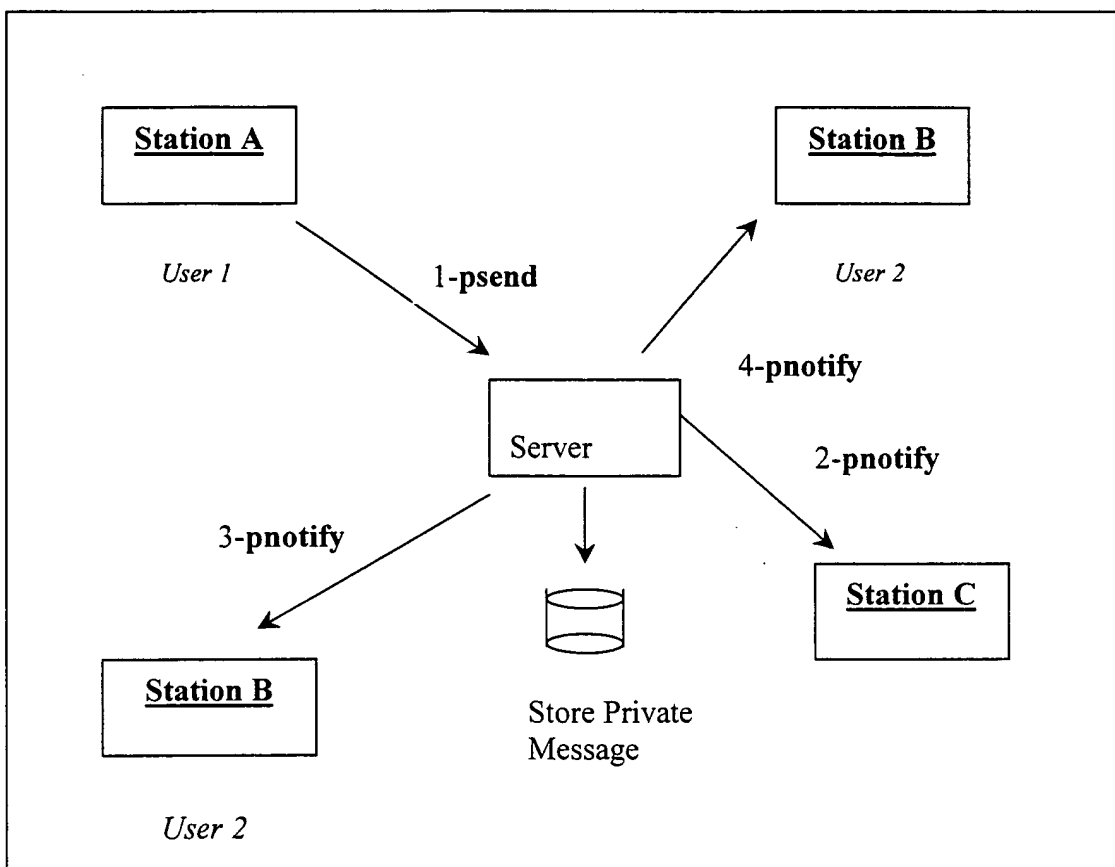 Station A
Station B
User 1
User 2
1-psend
4-pnotify
Server
2-pnotify
3-pnotify
Station C
Station B
Store Private
Message
User 2